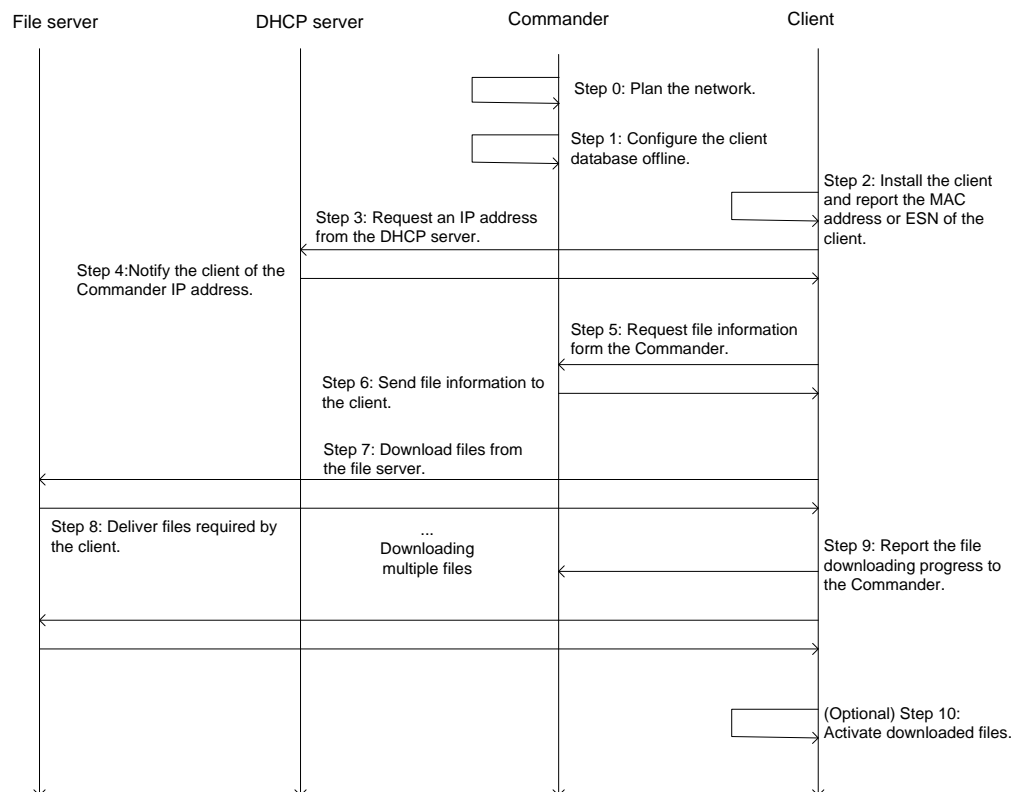 File server
DHCP server
Commander
Client
Step 0: Plan the network.
Step 1: Configure the client
database offline.
Step 2: Install the client
and report the MAC
address or ESN of the
client.
Step 3: Request an IP address
from the DHCP server.
Step 4:Notify the client of the
Commander IP address.
Step 5: Request file information
form the Commander.
Step 6: Send file information to
the client.
Step 7: Download files from
the file server.
Step 8: Deliver files required by
the client.
...
Downloading
multiple files
Step 9: Report the file
downloading progress to
the Commander.
(Optional) Step 10:
Activate downloaded files.